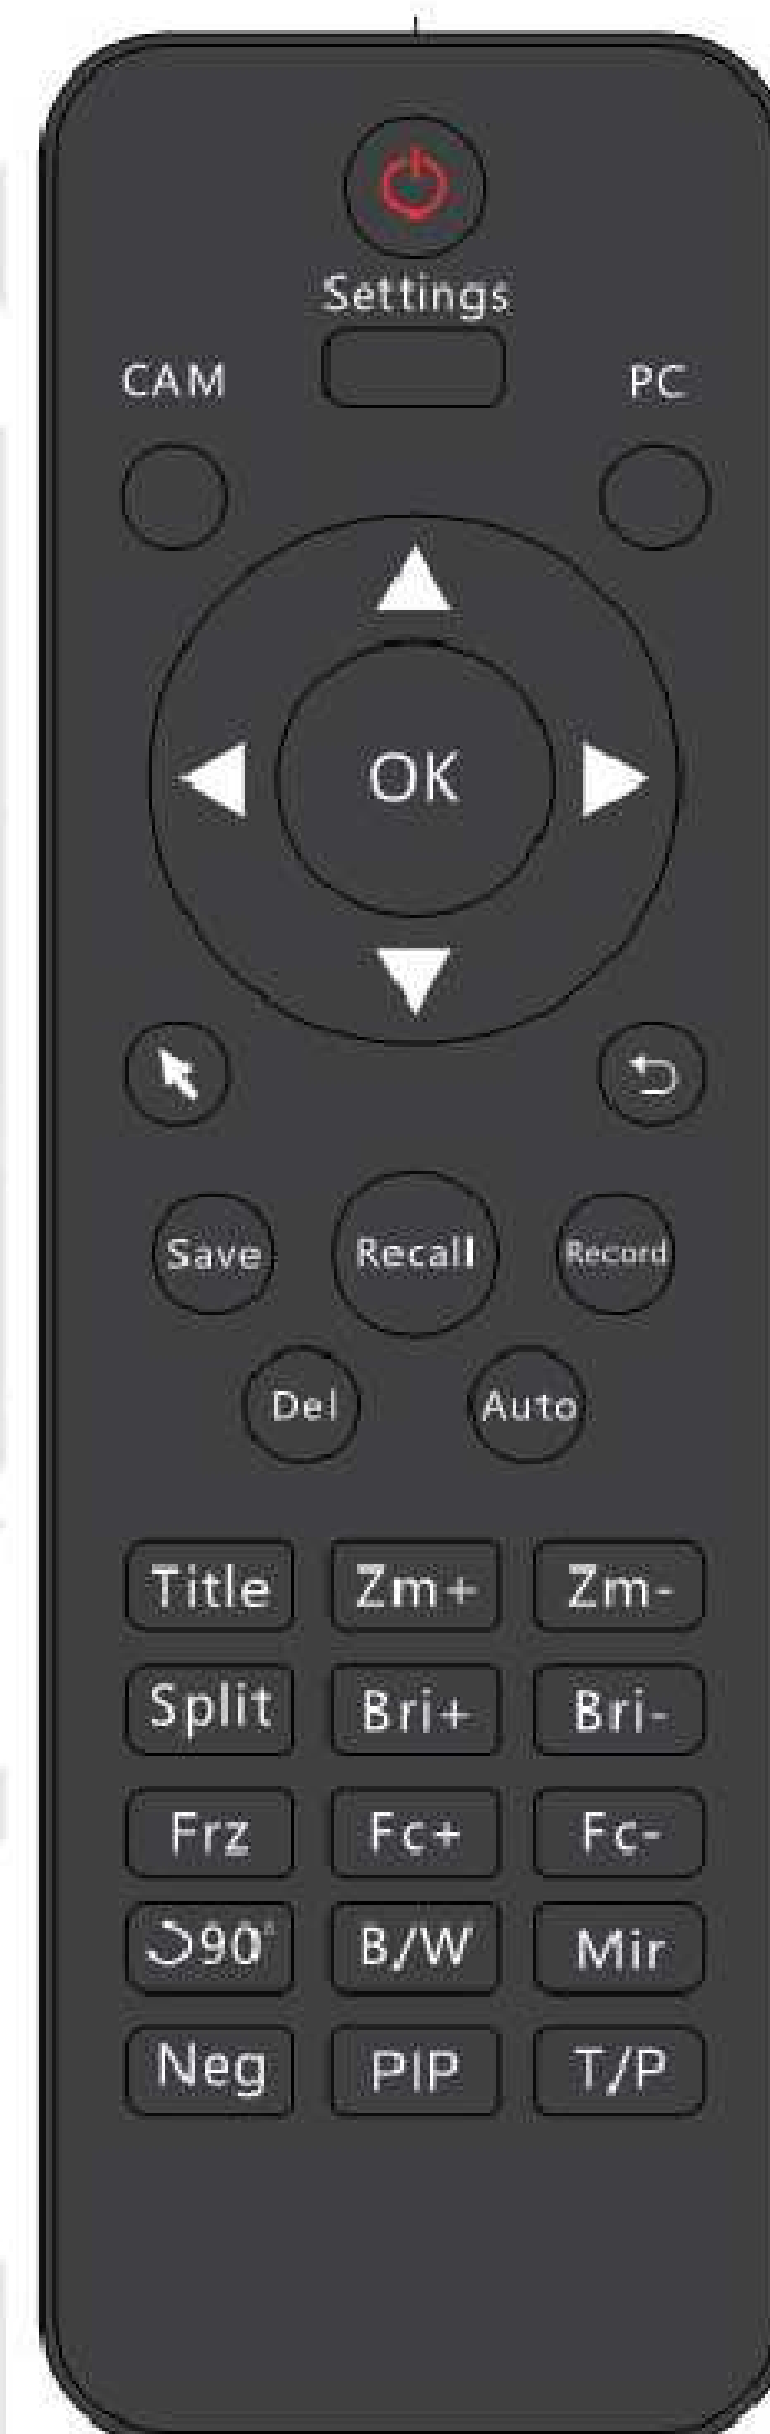 Settings
CAM PC
OK
Save Recall Record
Del Auto
Title Zm+ Zm-
Split Bri+ Bri-
Frz Fc+ Fc-
90° B/W Mir
Neg PIP T/P